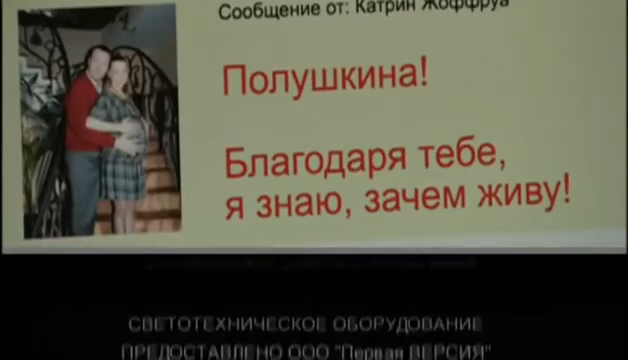 Сообщение от: Катрин Жоффруа
Полушкина!
Благодаря тебе,
я знаю, зачем живу!
СВЕТОТЕХНИЧЕСКОЕ ОБОРУДОВАНИЕ
ПРЕДОСТАВЛЕНО ООО "Первая ВЕРСИЯ"